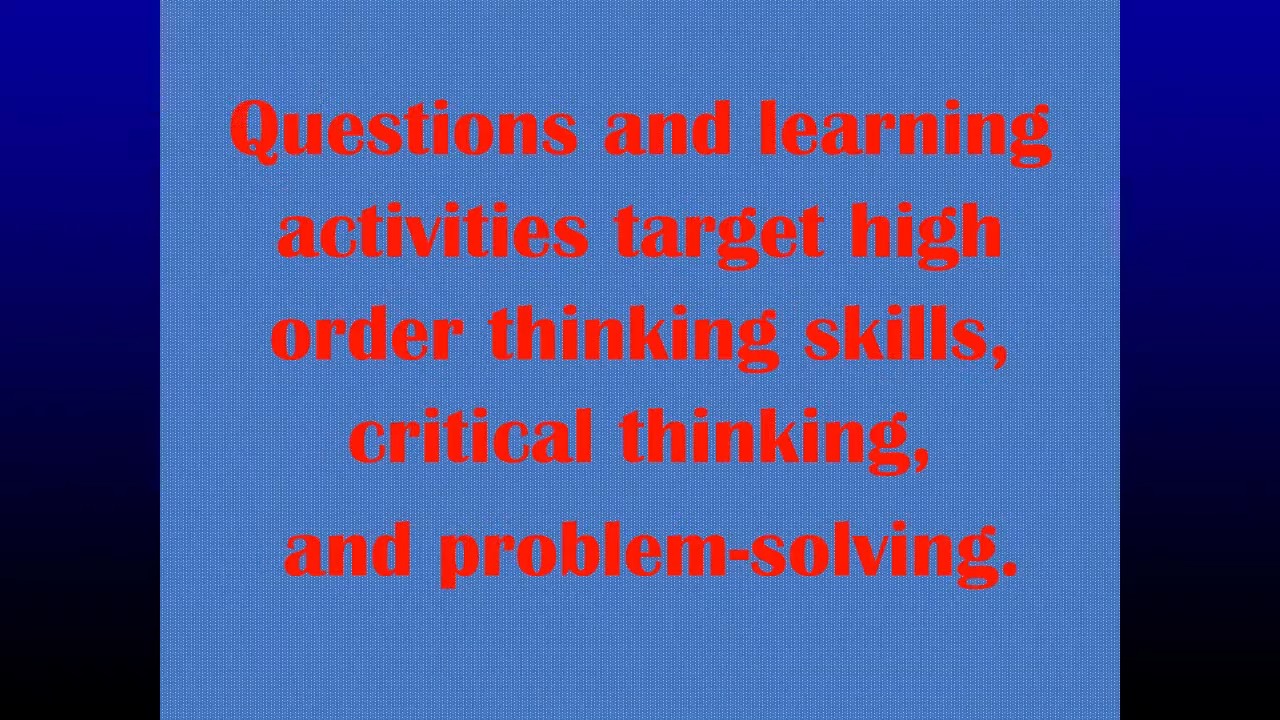 Questions and learning
activities target high
order thinking skills,
critical thinking,
and problem-solving.